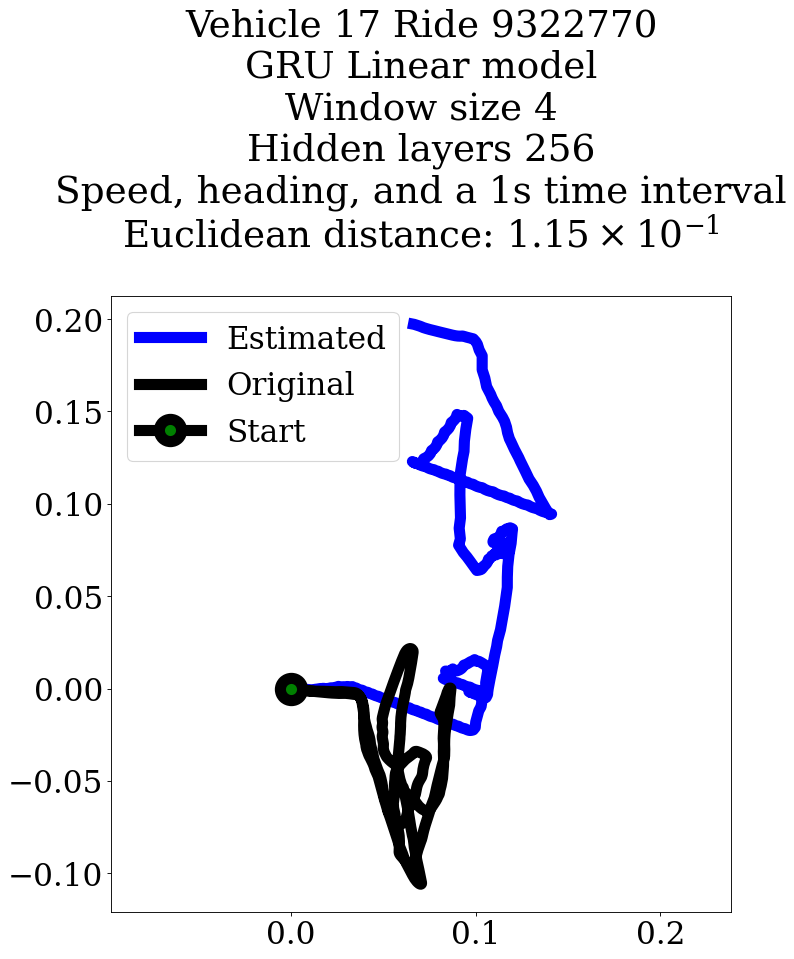 Vehicle 17 Ride 9322770
GRU Linear model
Window size 4
Hidden layers 256
Speed, heading, and a 1s time interval
Euclidean distance: 1.15 × 10⁻¹
0.20
0.15
0.10
0.05
0.00
−0.05
−0.10
Estimated
Original
Start
0.0 0.1 0.2